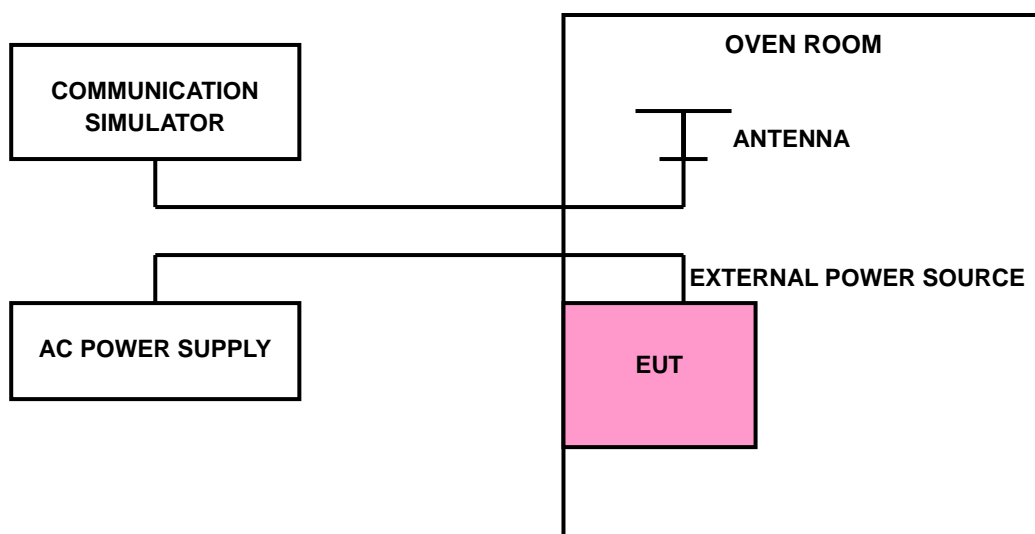 OVEN ROOM
COMMUNICATION
SIMULATOR
ANTENNA
EXTERNAL POWER SOURCE
AC POWER SUPPLY
EUT